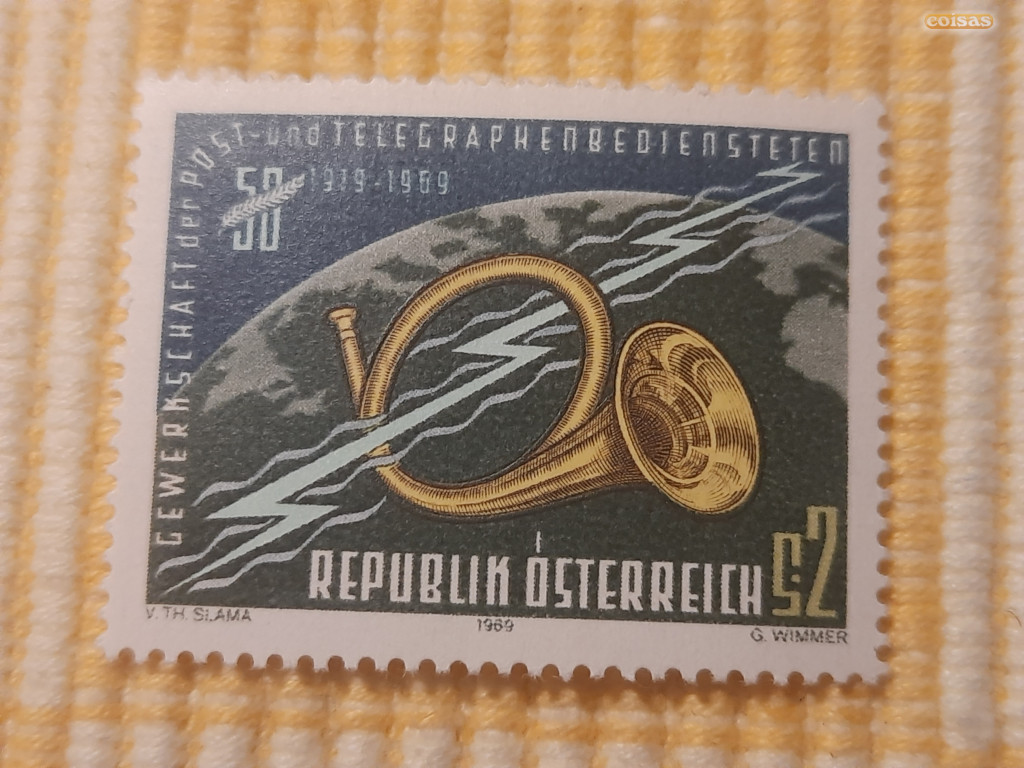 coisas
GEWERKSCHAFT der POST- und TELEGRAPHENBEDIENSTETEN
50 1919-1969
REPUBLIK ÖSTERREICH S2
V. TH. SLAMA 1969 G. WIMMER